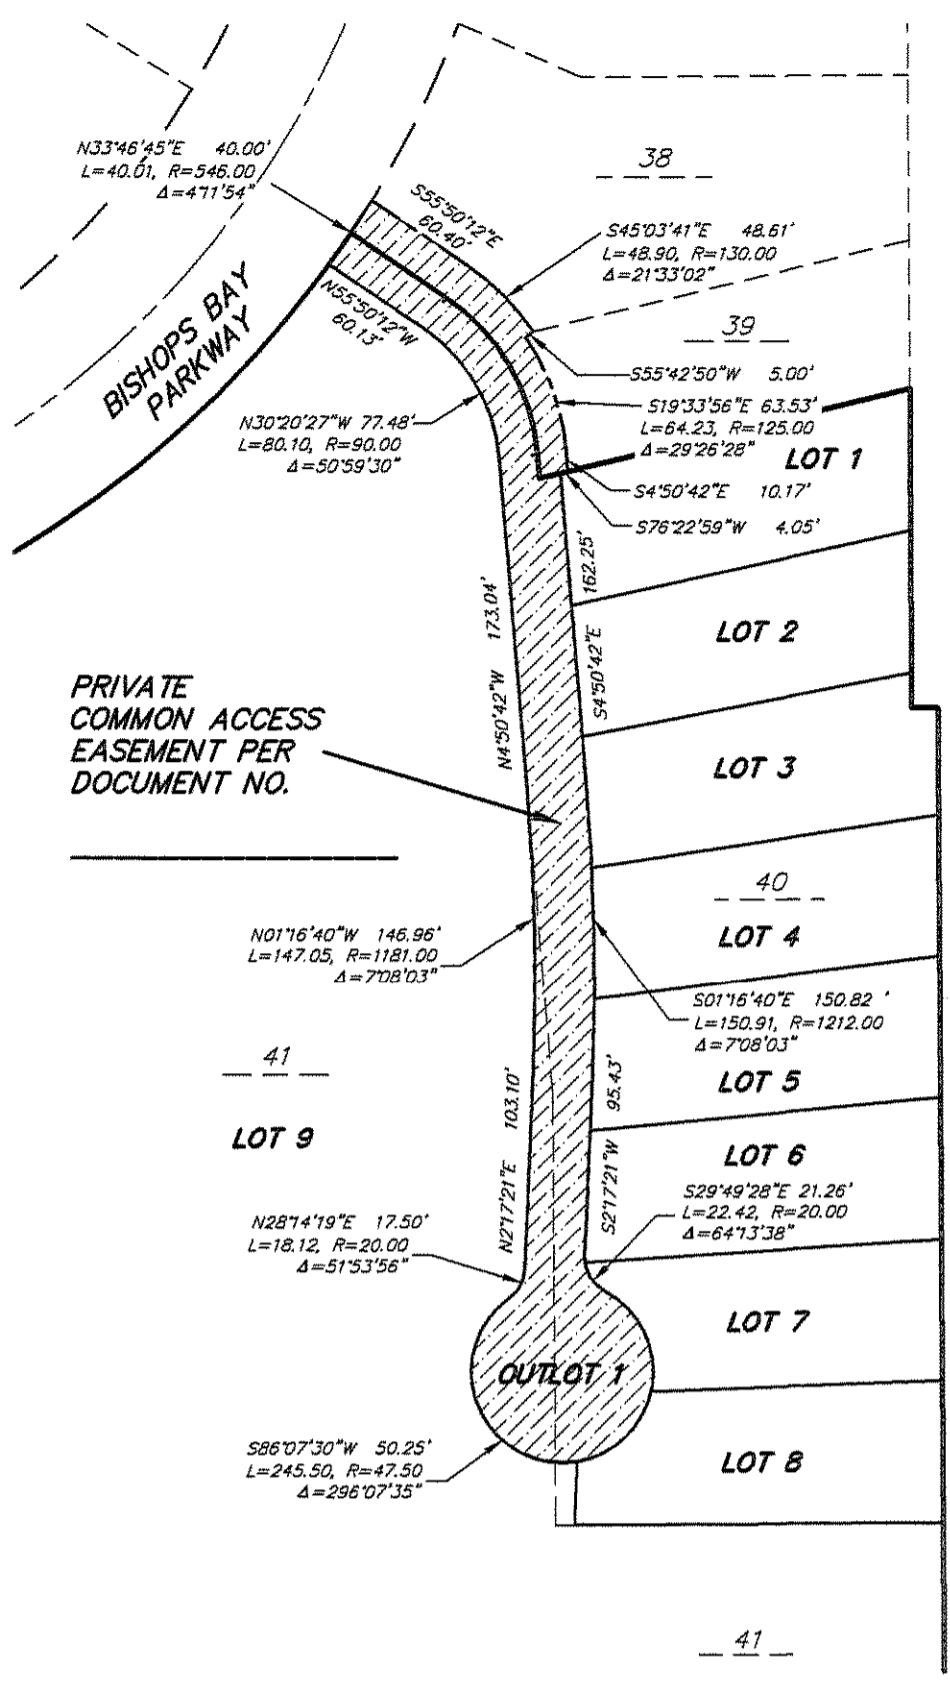 38
N33°46'45"E 40.00'
L=40.01, R=546.00
Δ=4°11'54"
S55°50'12"E
60.40'
S45°03'41"E 48.61'
L=48.90, R=130.00
Δ=21°33'02"
BISHOPS BAY
PARKWAY
N55°50'12"W
60.13'
39
S55°42'50"W 5.00'
S19°33'56"E 63.53'
L=64.23, R=125.00
Δ=29°26'28"
N30°20'27"W 77.48'
L=80.10, R=90.00
Δ=50°59'30"
LOT 1
S4°50'42"E 10.17'
S76°22'59"W 4.05'
N4°50'42"W 173.04'
S4°50'42"E 162.25'
LOT 2
PRIVATE
COMMON ACCESS
EASEMENT PER
DOCUMENT NO.
LOT 3
40
LOT 4
N01°16'40"W 146.96'
L=147.05, R=1181.00
Δ=7°08'03"
S01°16'40"E 150.82 '
L=150.91, R=1212.00
Δ=7°08'03"
41
LOT 5
LOT 9
N2°17'21"E 103.10'
S2°17'21"W 95.43'
LOT 6
S29°49'28"E 21.26'
L=22.42, R=20.00
Δ=64°13'38"
N28°14'19"E 17.50'
L=18.12, R=20.00
Δ=51°53'56"
LOT 7
OUTLOT 1
S86°07'30"W 50.25'
L=245.50, R=47.50
Δ=296°07'35"
LOT 8
41